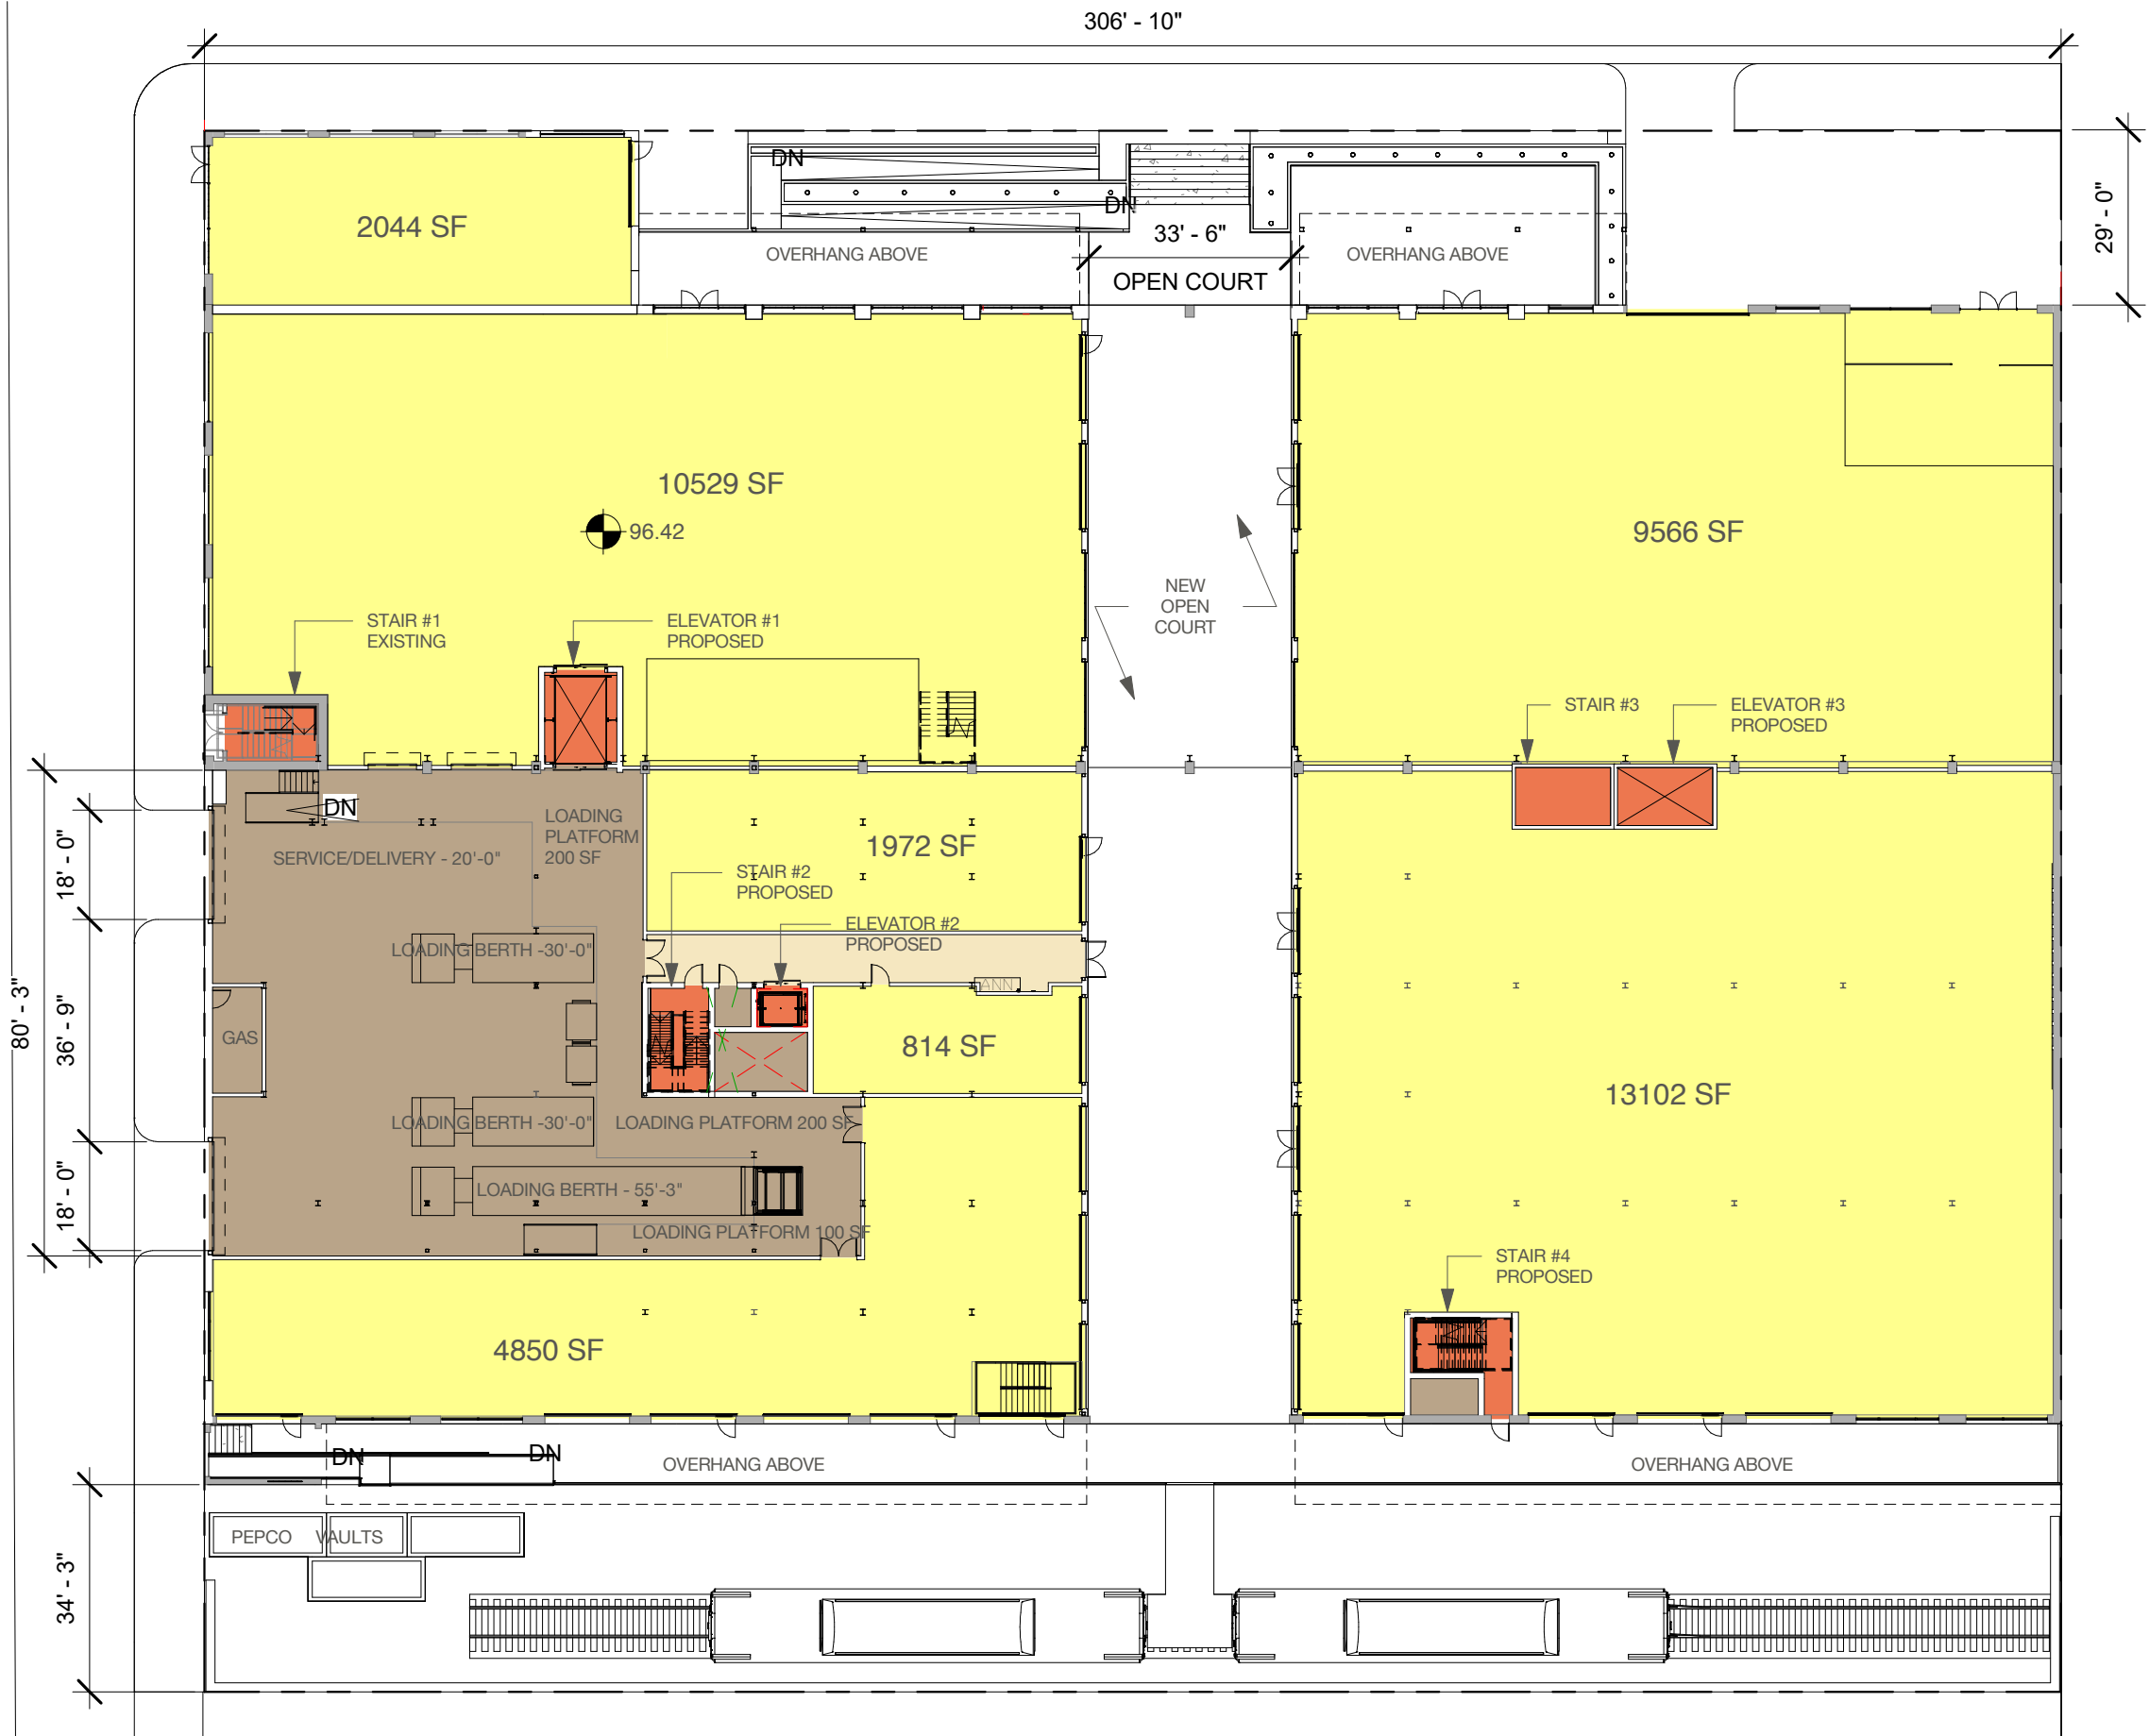 306' - 10"
DN
DN
2044 SF
33' - 6"
29' - 0"
OVERHANG ABOVE
OVERHANG ABOVE
OPEN COURT
10529 SF
96.42
9566 SF
NEW
OPEN
COURT
STAIR #1
EXISTING
ELEVATOR #1
PROPOSED
STAIR #3
ELEVATOR #3
PROPOSED
DN
LOADING
PLATFORM
200 SF
SERVICE/DELIVERY - 20'-0"
1972 SF
18' - 0"
STAIR #2
PROPOSED
ELEVATOR #2
PROPOSED
LOADING BERTH -30'-0"
ANN.
80' - 3"
36' - 9"
GAS
814 SF
13102 SF
LOADING BERTH -30'-0"
LOADING PLATFORM 200 SF
18' - 0"
LOADING BERTH - 55'-3"
LOADING PLATFORM 100 SF
STAIR #4
PROPOSED
4850 SF
DN
DN
OVERHANG ABOVE
OVERHANG ABOVE
PEPCO VAULTS
34' - 3"